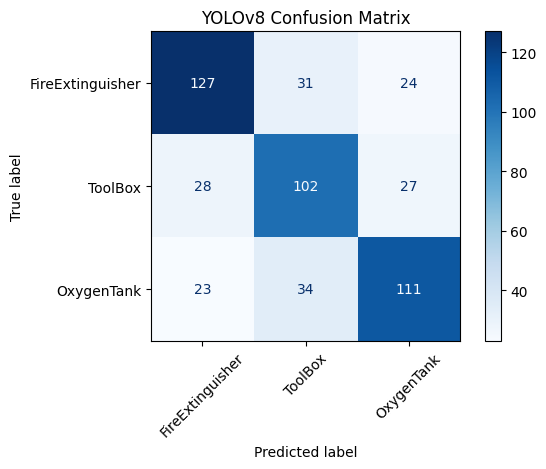 YOLOv8 Confusion Matrix
True label
FireExtinguisher 127 31 24
ToolBox 28 102 27
OxygenTank 23 34 111
FireExtinguisher ToolBox OxygenTank
Predicted label
120
100
80
60
40